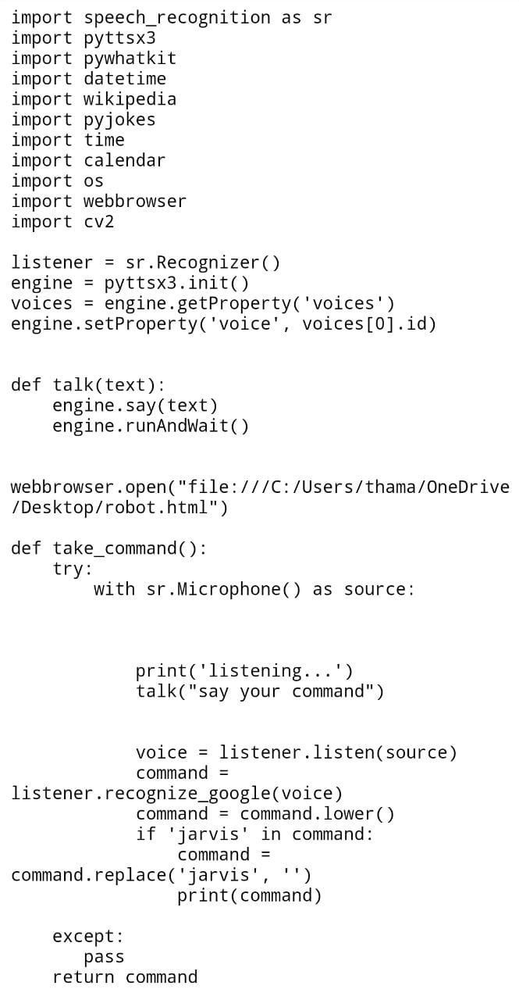 import speech_recognition as sr
import pyttsx3
import pywhatkit
import datetime
import wikipedia
import pyjokes
import time
import calendar
import os
import webbrowser
import cv2

listener = sr.Recognizer()
engine = pyttsx3.init()
voices = engine.getProperty('voices')
engine.setProperty('voice', voices[0].id)


def talk(text):
    engine.say(text)
    engine.runAndWait()


webbrowser.open("file:///C:/Users/thama/OneDrive
/Desktop/robot.html")

def take_command():
    try:
        with sr.Microphone() as source:



            print('listening...')
            talk("say your command")


            voice = listener.listen(source)
            command =
listener.recognize_google(voice)
            command = command.lower()
            if 'jarvis' in command:
                command =
command.replace('jarvis', '')
                print(command)

    except:
       pass
    return command